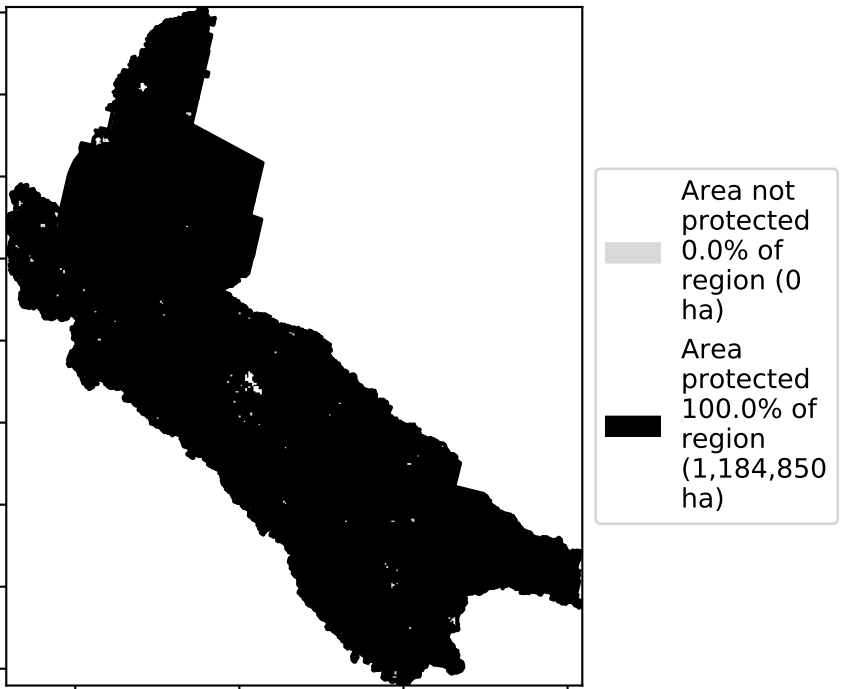 Area not
protected
0.0% of
region (0
ha)
Area
protected
100.0% of
region
(1,184,850
ha)